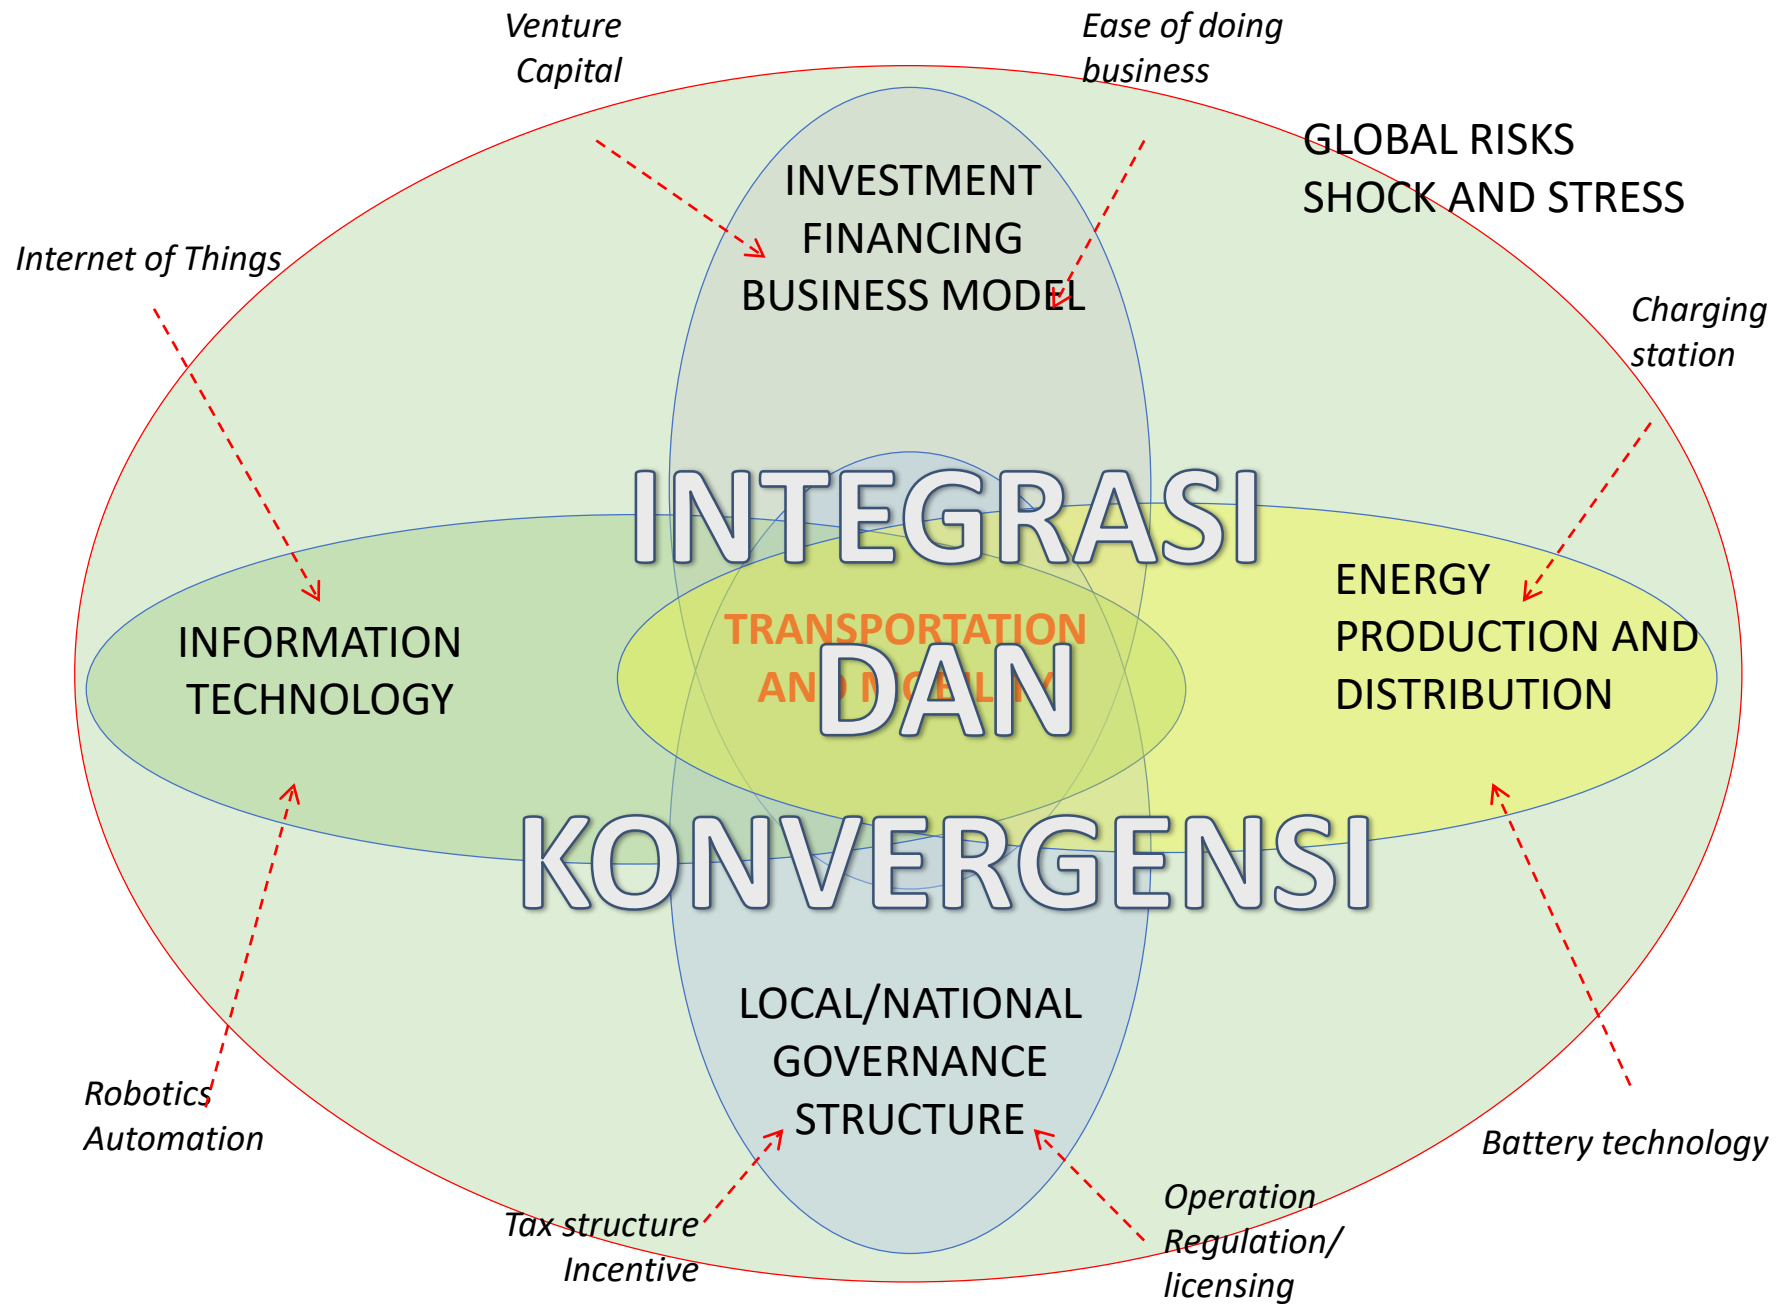 Venture
Capital
Ease of doing
business
GLOBAL RISKS
SHOCK AND STRESS
INVESTMENT
FINANCING
BUSINESS MODEL
Internet of Things
Charging
station
INTEGRASI
DAN
KONVERGENSI
TRANSPORTATION
AND MOBILITY
INFORMATION
TECHNOLOGY
ENERGY
PRODUCTION AND
DISTRIBUTION
LOCAL/NATIONAL
GOVERNANCE
STRUCTURE
Robotics
Automation
Battery technology
Tax structure
Incentive
Operation
Regulation/
licensing